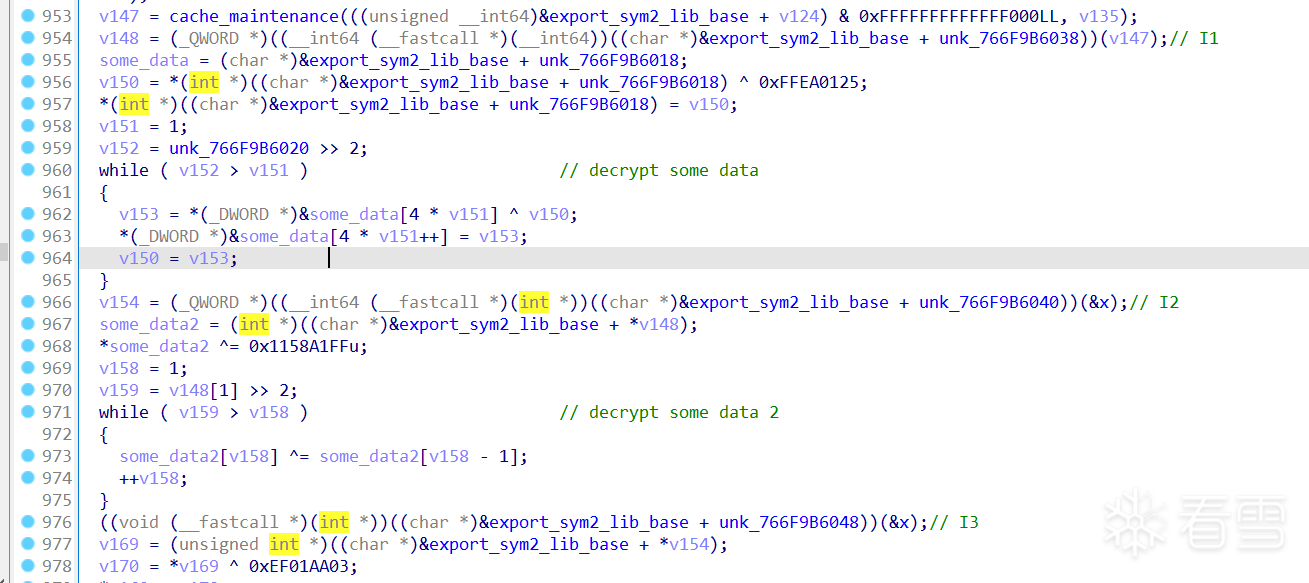 953 v147 = cache_maintenance(((unsigned __int64)&export_sym2_lib_base + v124) & 0xFFFFFFFFFFFFF000LL, v135);
954 v148 = (_QWORD *)((__int64 (__fastcall *)(__int64))((char *)&export_sym2_lib_base + unk_766F9B6038))(v147);// I1
955 some_data = (char *)&export_sym2_lib_base + unk_766F9B6018;
956 v150 = *(int *)((char *)&export_sym2_lib_base + unk_766F9B6018) ^ 0xFFEA0125;
957 *(int *)((char *)&export_sym2_lib_base + unk_766F9B6018) = v150;
958 v151 = 1;
959 v152 = unk_766F9B6020 >> 2;
960 while ( v152 > v151 ) // decrypt some data
961 {
962 v153 = *(_DWORD *)&some_data[4 * v151] ^ v150;
963 *(_DWORD *)&some_data[4 * v151++] = v153;
964 v150 = v153;
965 }
966 v154 = (_QWORD *)((__int64 (__fastcall *)(int *))((char *)&export_sym2_lib_base + unk_766F9B6040))(&x);// I2
967 some_data2 = (int *)((char *)&export_sym2_lib_base + *v148);
968 *some_data2 ^= 0x1158A1FFu;
969 v158 = 1;
970 v159 = v148[1] >> 2;
971 while ( v159 > v158 ) // decrypt some data 2
972 {
973 some_data2[v158] ^= some_data2[v158 - 1];
974 ++v158;
975 }
976 ((void (__fastcall *)(int *))((char *)&export_sym2_lib_base + unk_766F9B6048))(&x);// I3
977 v169 = (unsigned int *)((char *)&export_sym2_lib_base + *v154);
978 v170 = *v169 ^ 0xEF01AA03;
看雪